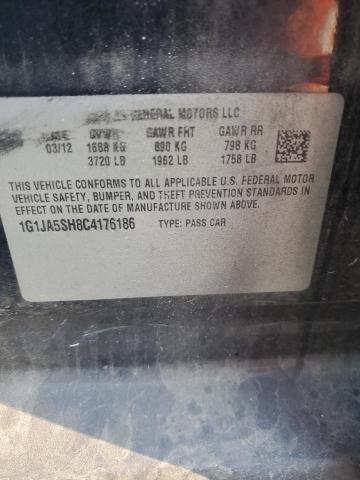 GENERAL MOTORS LLC
DATE GVWR GAWR FRT GAWR RR
03/12 1688 KG 890 KG 798 KG
3720 LB 1962 LB 1758 LB
THIS VEHICLE CONFORMS TO ALL APPLICABLE U.S. FEDERAL MOTOR
VEHICLE SAFETY, BUMPER, AND THEFT PREVENTION STANDARDS
IN EFFECT ON THE DATE OF MANUFACTURE SHOWN ABOVE.
1G1JA5SH8C4176186 TYPE: PASS CAR